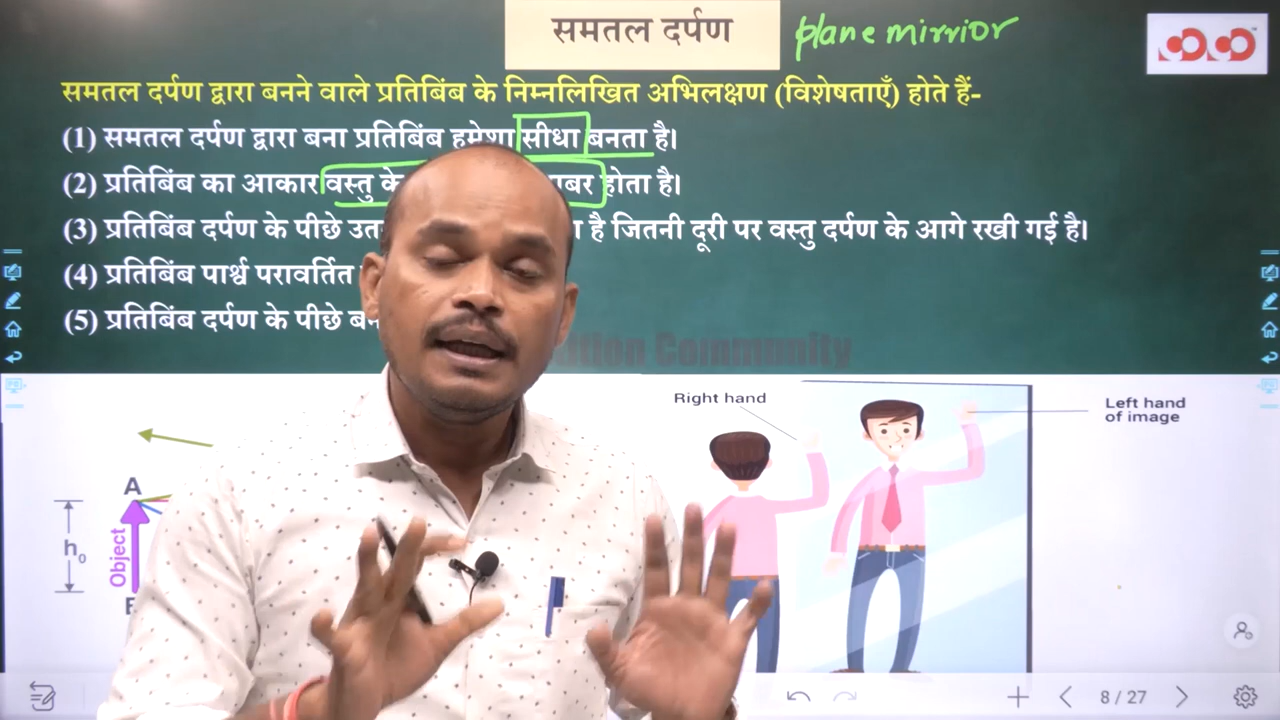 समतल दर्पण
plane mirrior
समतल दर्पण द्वारा बनने वाले प्रतिबिंब के निम्नलिखित अभिलक्षण (विशेषताएँ) होते हैं-
(1) समतल दर्पण द्वारा बना प्रतिबिंब हमेशा सीधा बनता है।
(2) प्रतिबिंब का आकार वस्तु के होता है।
(3) प्रतिबिंब दर्पण के पीछे है जितनी दूरी पर वस्तु दर्पण के आगे रखी गई है।
(4) प्रतिबिंब पार्श्व परावर्तित
(5) प्रतिबिंब दर्पण के पीछे
Community
Right hand
Left hand
of image
A
h0
Object
8 / 27